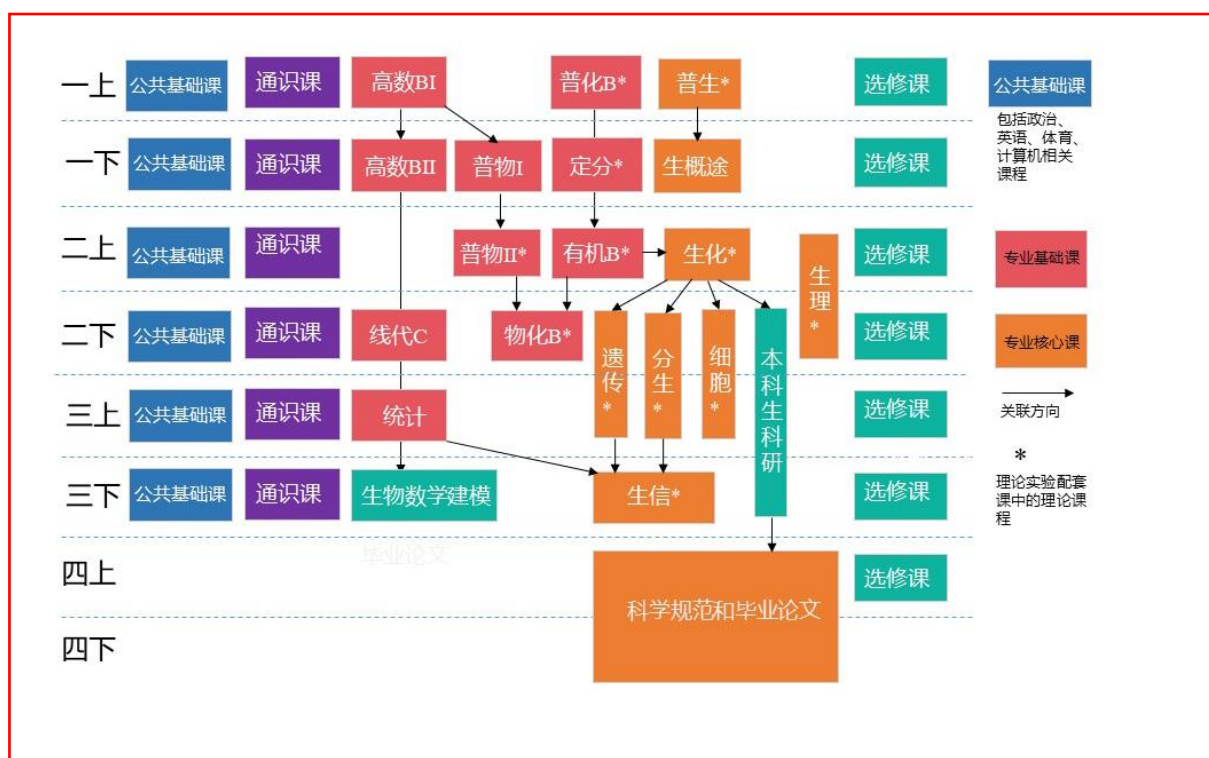 一上 公共基础课 通识课 高数BI 普化B* 普生* 选修课 公共基础课
包括政治、
英语、体育、
计算机相关
课程
一下 公共基础课 通识课 高数BII 普物I 定分* 生概途 选修课
二上 公共基础课 通识课 普物II* 有机B* 生化* 生理* 选修课 专业基础课
二下 公共基础课 通识课 线代C 物化B* 遗传* 分生* 细胞* 本科生科研 选修课 专业核心课
关联方向
三上 公共基础课 通识课 统计 选修课
*
理论实验配套
课中的理论课
程
三下 公共基础课 通识课 生物数学建模 生信* 选修课
毕业论文
四上 科学规范和毕业论文 选修课
四下